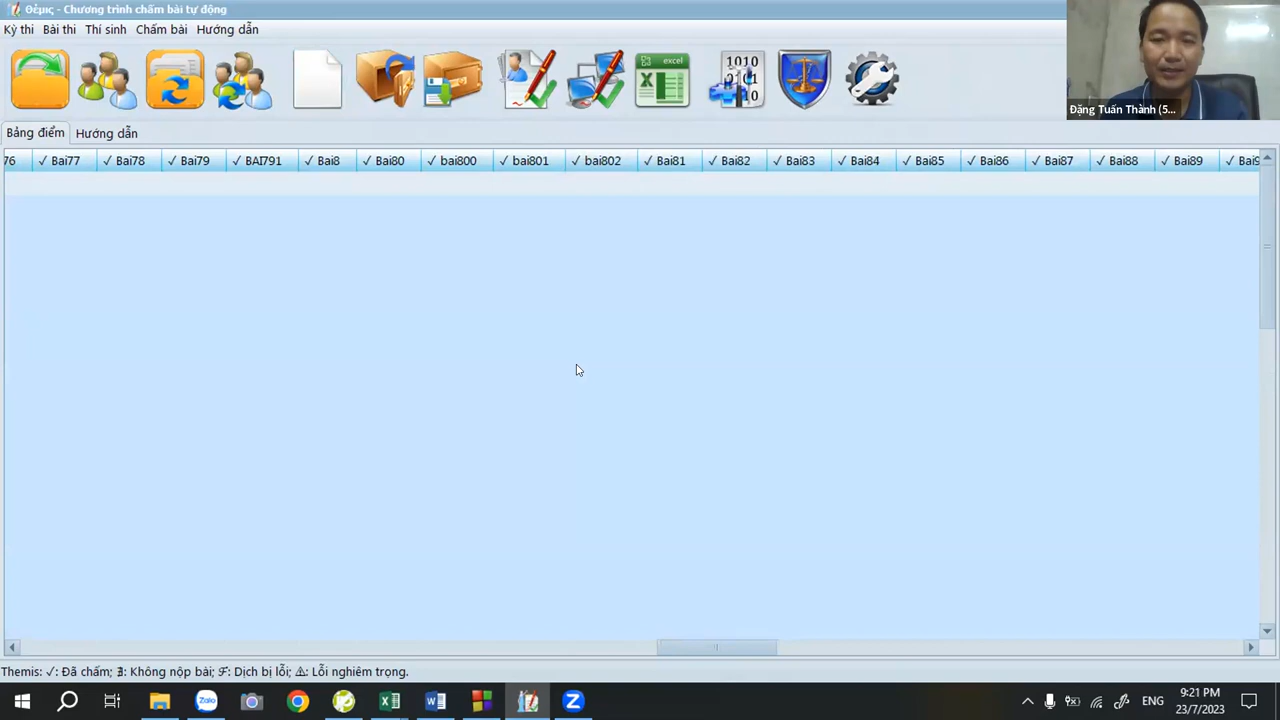 Θέμις - Chương trình chấm bài tự động
Kỳ thi Bài thi Thí sinh Chấm bài Hướng dẫn
excel
1010
Đặng Tuấn Thành (5...
Bảng điểm Hướng dẫn
76 ✓ Bai77 ✓ Bai78 ✓ Bai79 ✓ BAI791 ✓ Bai8 ✓ Bai80 ✓ bai800 ✓ bai801 ✓ bai802 ✓ Bai81 ✓ Bai82 ✓ Bai83 ✓ Bai84 ✓ Bai85 ✓ Bai86 ✓ Bai87 ✓ Bai88 ✓ Bai89
Themis: ✓: Đã chấm; ∄: Không nộp bài; ℱ: Dịch bị lỗi; ⚠: Lỗi nghiêm trọng.
Zalo
ENG
9:21 PM
23/7/2023